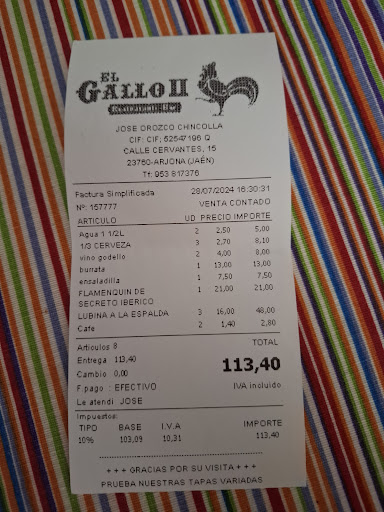 EL
GALLO II
JOSE OROZCO CHINCOLLA
CIF: CIF; 52547196 Q
CALLE CERVANTES, 15
23760-ARJONA (JAÉN)
Tf: 953 817376
Factura Simplificada 28/07/2024 16:30:31
Nº: 157777 VENTA CONTADO
ARTICULO UD PRECIO IMPORTE
Agua 1 1/2L 2 2,50 5,00
1/3 CERVEZA 3 2,70 8,10
vino godello 2 4,00 8,00
burrata 1 13,00 13,00
ensaladilla 1 7,50 7,50
FLAMENQUIN DE 1 21,00 21,00
SECRETO IBERICO
LUBINA A LA ESPALDA 3 16,00 48,00
Cafe 2 1,40 2,80
Articulos 8 TOTAL
Entrega 113,40 113,40
Cambio 0,00
F.pago : EFECTIVO IVA incluido
Le atendi JOSE
Impuestos:
TIPO BASE I.V.A IMPORTE
10% 103,09 10,31 113,40
+ + + GRACIAS POR SU VISITA + + +
PRUEBA NUESTRAS TAPAS VARIADAS